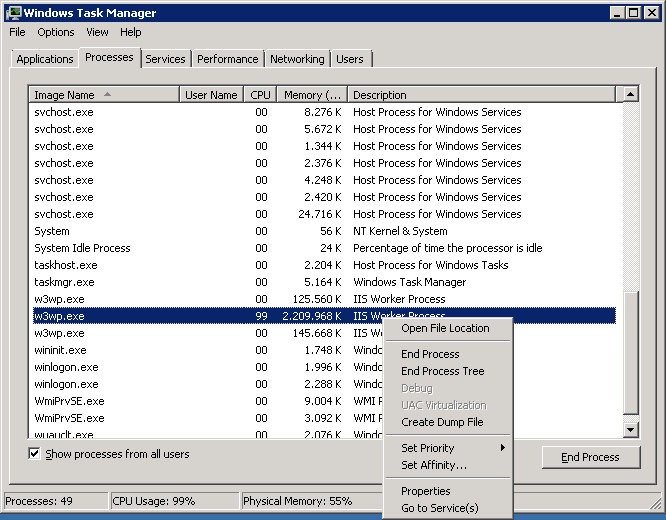 Windows Task Manager
File Options View Help
Applications Processes Services Performance Networking Users
Image Name User Name CPU Memory (... Description
svchost.exe 00 8.276 K Host Process for Windows Services
svchost.exe 00 5.672 K Host Process for Windows Services
svchost.exe 00 1.344 K Host Process for Windows Services
svchost.exe 00 2.376 K Host Process for Windows Services
svchost.exe 00 4.248 K Host Process for Windows Services
svchost.exe 00 2.420 K Host Process for Windows Services
svchost.exe 00 24.716 K Host Process for Windows Services
System 00 56 K NT Kernel & System
System Idle Process 00 24 K Percentage of time the processor is idle
taskhost.exe 00 2.204 K Host Process for Windows Tasks
taskmgr.exe 00 5.164 K Windows Task Manager
w3wp.exe 00 125.560 K IIS Worker Process
w3wp.exe 99 2.209.968 K IIS Worker Process
w3wp.exe 00 145.668 K IIS W
wininit.exe 00 1.748 K Windo
winlogon.exe 00 1.996 K Windo
winlogon.exe 00 2.288 K Windo
WmiPrvSE.exe 00 9.004 K WMI P
WmiPrvSE.exe 00 3.092 K WMI P
wuauclt.exe 00 2.076 K Windo
Open File Location
End Process
End Process Tree
Debug
UAC Virtualization
Create Dump File
Set Priority
Set Affinity...
Properties
Go to Service(s)
Show processes from all users
End Process
Processes: 49 CPU Usage: 99% Physical Memory: 55%